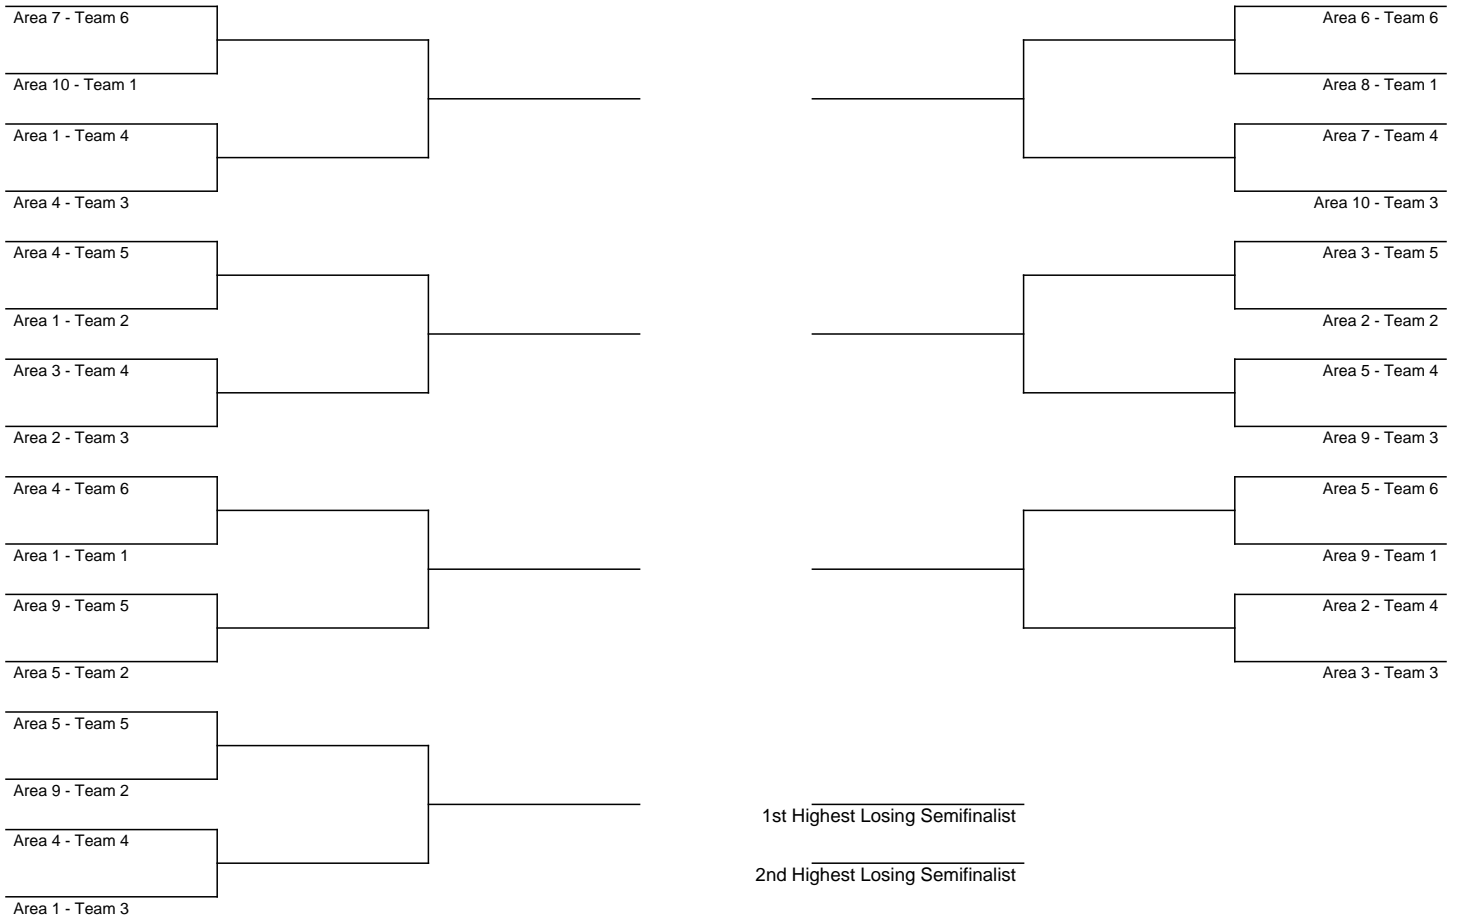 Area 7 - Team 6
Area 10 - Team 1
Area 1 - Team 4
Area 4 - Team 3
Area 4 - Team 5
Area 1 - Team 2
Area 3 - Team 4
Area 2 - Team 3
Area 4 - Team 6
Area 1 - Team 1
Area 9 - Team 5
Area 5 - Team 2
Area 5 - Team 5
Area 9 - Team 2
Area 4 - Team 4
Area 1 - Team 3
Area 6 - Team 6
Area 8 - Team 1
Area 7 - Team 4
Area 10 - Team 3
Area 3 - Team 5
Area 2 - Team 2
Area 5 - Team 4
Area 9 - Team 3
Area 5 - Team 6
Area 9 - Team 1
Area 2 - Team 4
Area 3 - Team 3
1st Highest Losing Semifinalist
2nd Highest Losing Semifinalist